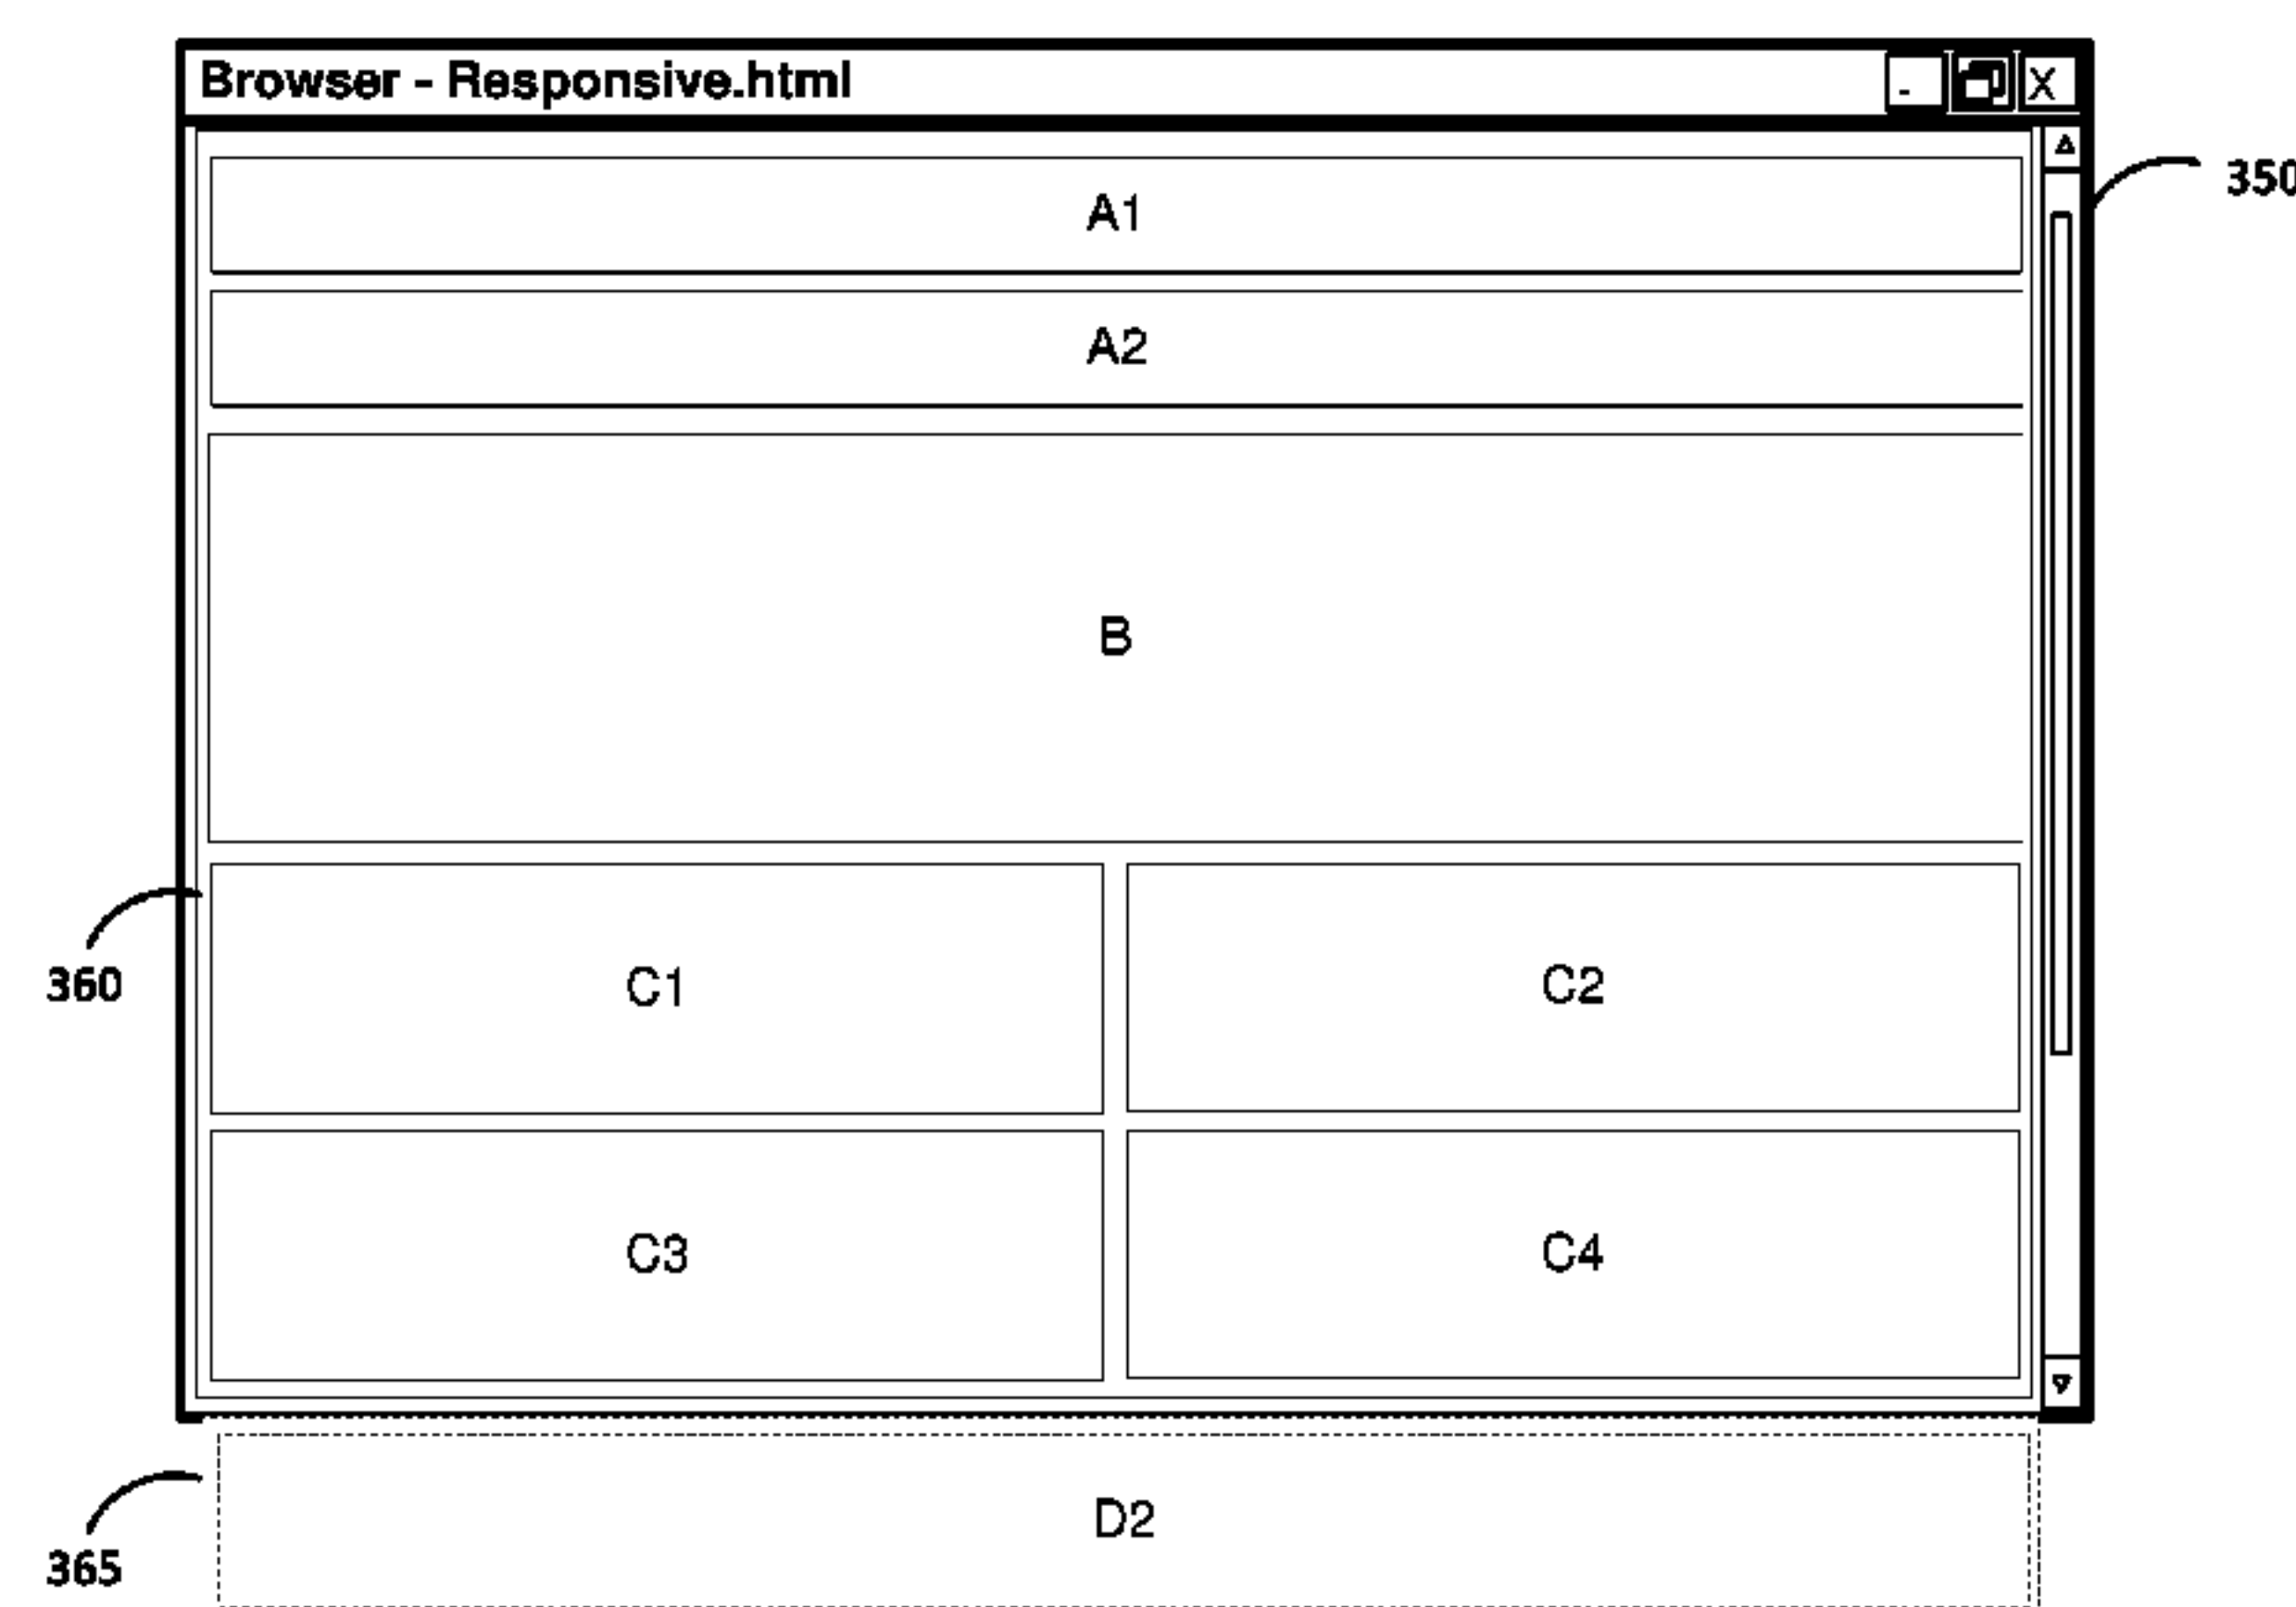 Browser - Responsive.html - X
350
A1
A2
B
360
C1 C2
C3 C4
365
D2